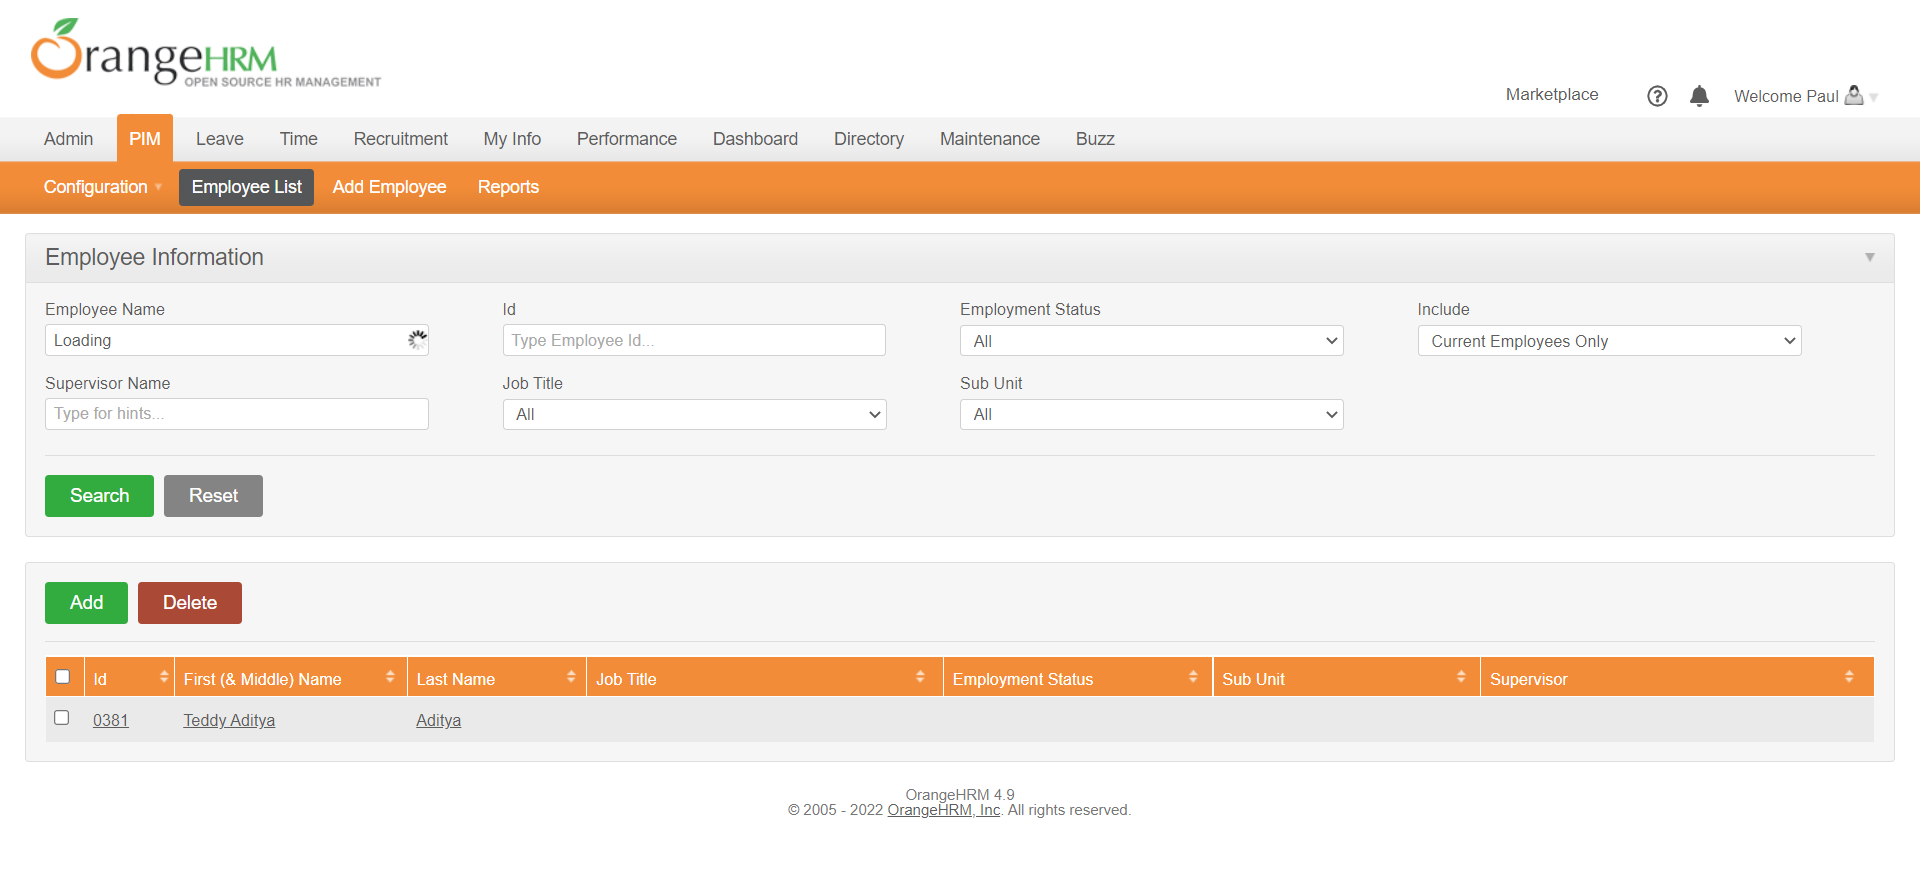 OrangeHRM
OPEN SOURCE HR MANAGEMENT
Marketplace
Welcome Paul
Admin PIM Leave Time Recruitment My Info Performance Dashboard Directory Maintenance Buzz
Configuration Employee List Add Employee Reports
Employee Information
Employee Name Id Employment Status Include
Loading Type Employee Id... All Current Employees Only
Supervisor Name Job Title Sub Unit
Type for hints... All All
Search Reset
Add Delete
Id First (& Middle) Name Last Name Job Title Employment Status Sub Unit Supervisor
0381 Teddy Aditya Aditya
OrangeHRM 4.9
© 2005 - 2022 OrangeHRM, Inc. All rights reserved.